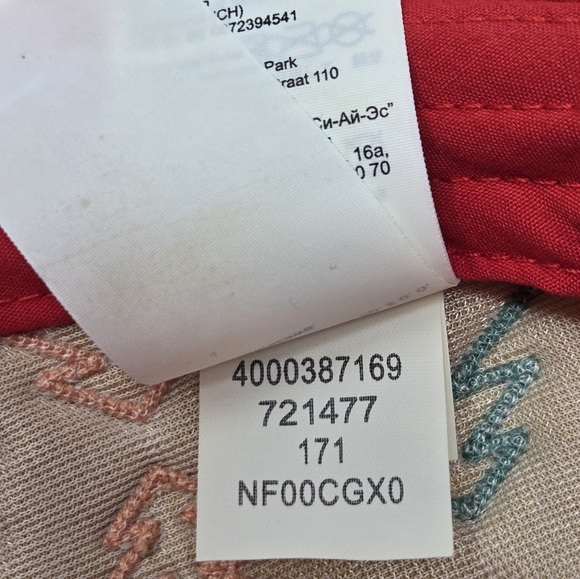 CH)
72394541
Park
raat 110
Си-Ай-Эс"
16a,
0 70
4000387169
721477
171
NF00CGX0